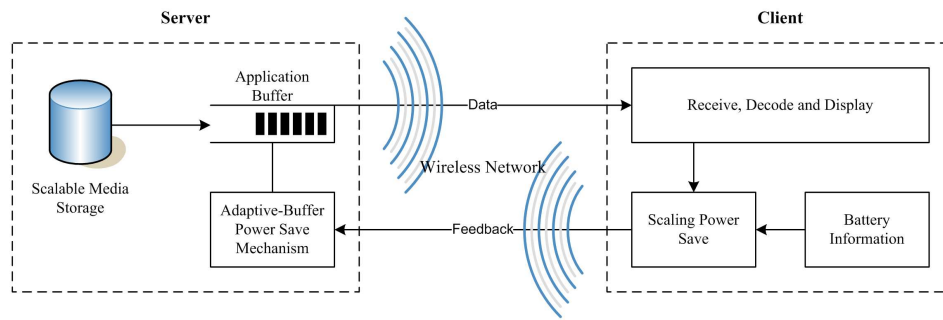 Server
Client
Application
Buffer
Data
Receive, Decode and Display
Wireless Network
Scalable Media
Storage
Adaptive-Buffer
Power Save
Mechanism
Feedback
Scaling Power
Save
Battery
Information